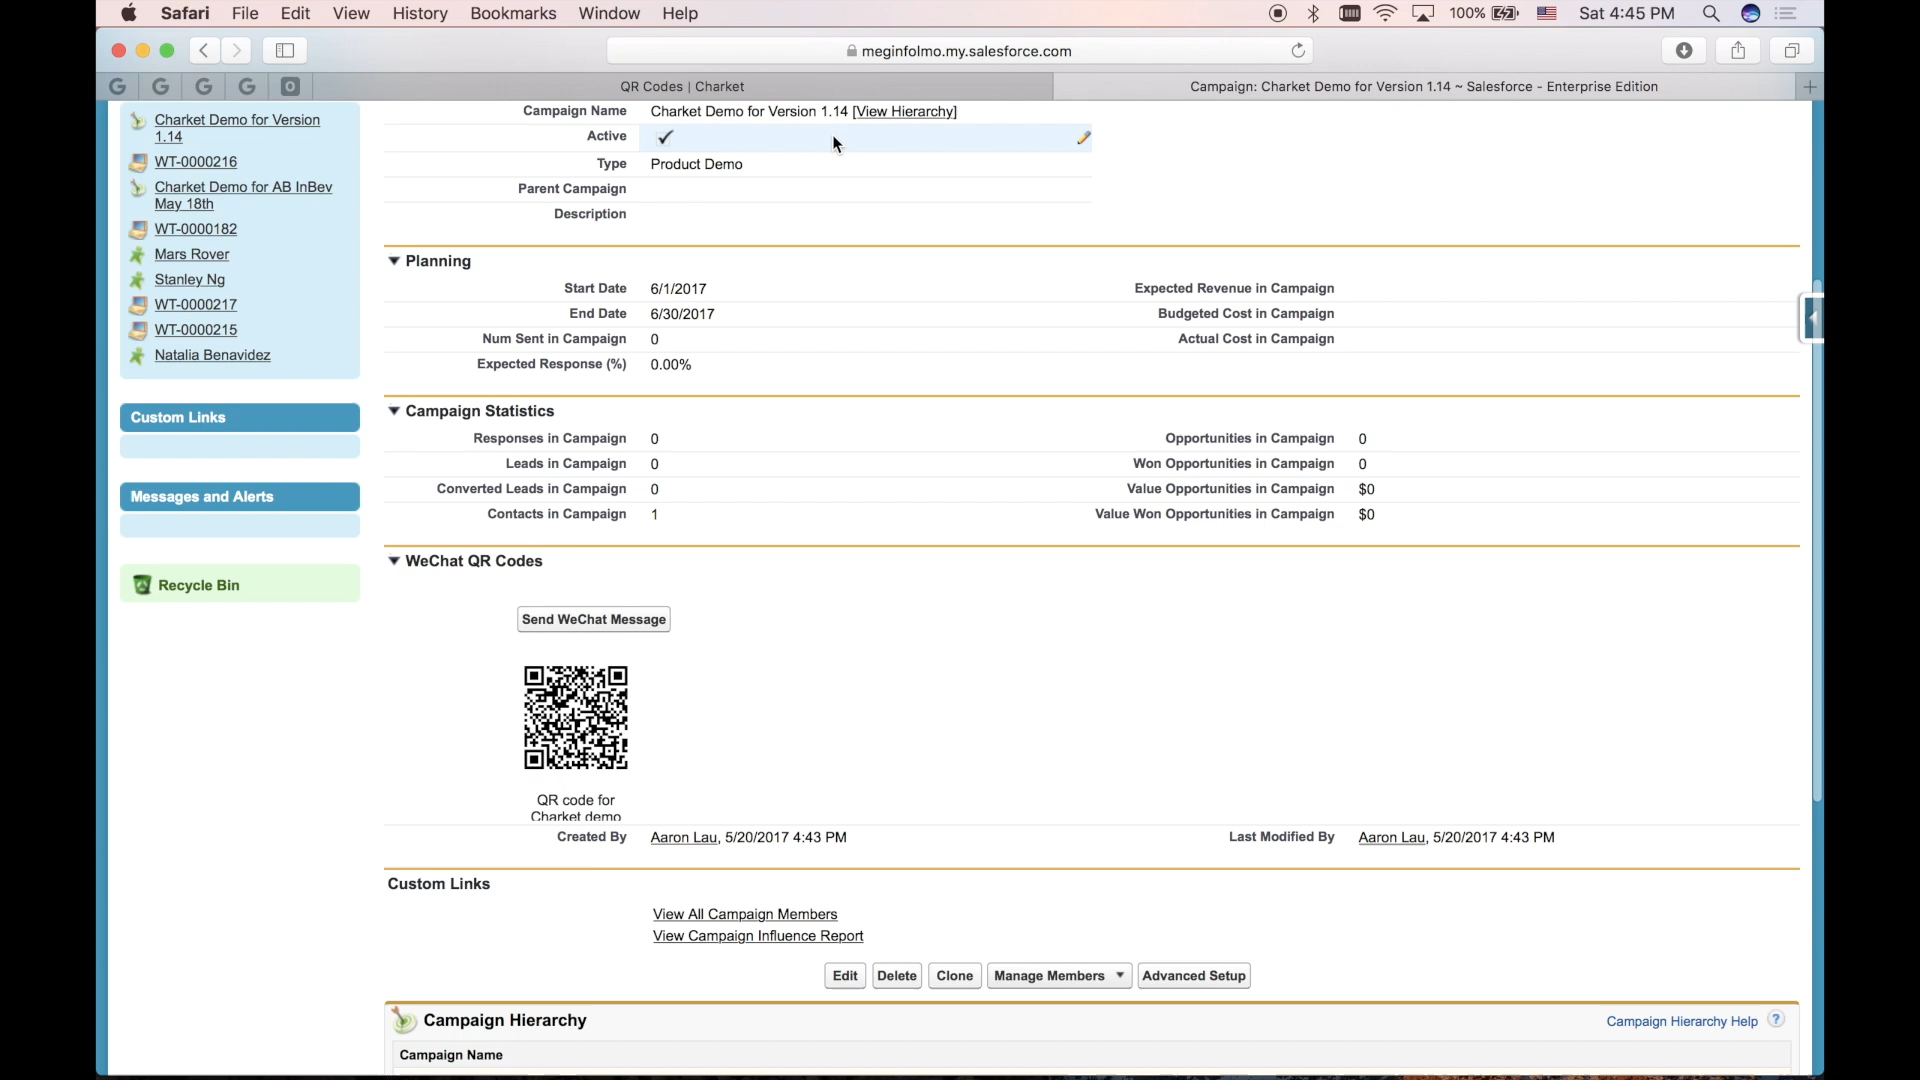 Safari File Edit View History Bookmarks Window Help 100% Sat 4:45 PM
meginfolmo.my.salesforce.com
QR Codes | Charket Campaign: Charket Demo for Version 1.14 ~ Salesforce - Enterprise Edition
Charket Demo for Version
1.14
WT-0000216
Charket Demo for AB InBev
May 18th
WT-0000182
Mars Rover
Stanley Ng
WT-0000217
WT-0000215
Natalia Benavidez
Custom Links
Messages and Alerts
Recycle Bin
Campaign Name Charket Demo for Version 1.14 [View Hierarchy]
Active
Type Product Demo
Parent Campaign
Description
Planning
Start Date 6/1/2017 Expected Revenue in Campaign
End Date 6/30/2017 Budgeted Cost in Campaign
Num Sent in Campaign 0 Actual Cost in Campaign
Expected Response (%) 0.00%
Campaign Statistics
Responses in Campaign 0 Opportunities in Campaign 0
Leads in Campaign 0 Won Opportunities in Campaign 0
Converted Leads in Campaign 0 Value Opportunities in Campaign $0
Contacts in Campaign 1 Value Won Opportunities in Campaign $0
WeChat QR Codes
Send WeChat Message
QR code for
Charket demo
Created By Aaron Lau, 5/20/2017 4:43 PM Last Modified By Aaron Lau, 5/20/2017 4:43 PM
Custom Links
View All Campaign Members
View Campaign Influence Report
Edit Delete Clone Manage Members Advanced Setup
Campaign Hierarchy Campaign Hierarchy Help ?
Campaign Name